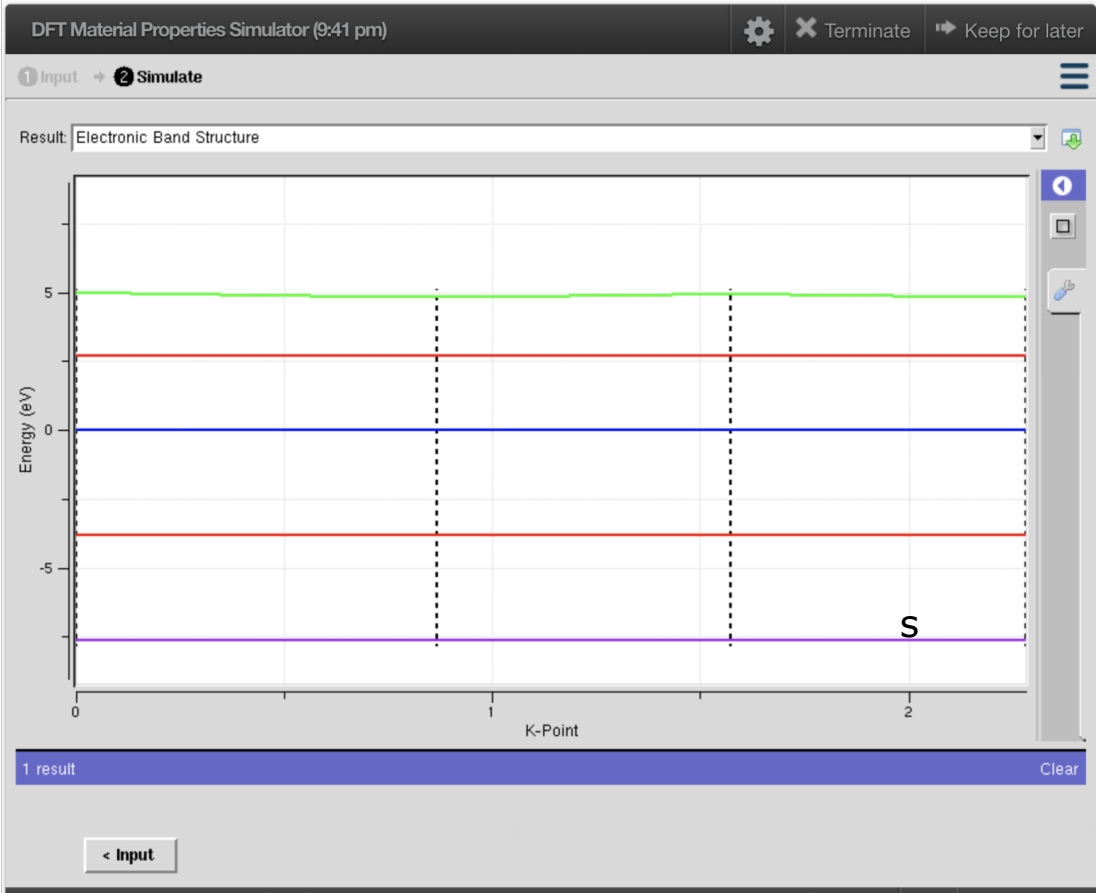 DFT Material Properties Simulator (9:41 pm)
Terminate
Keep for later
1 Input → 2 Simulate
Result: Electronic Band Structure
5
0
-5
Energy (eV)
s
0
1
2
K-Point
1 result
Clear
< Input